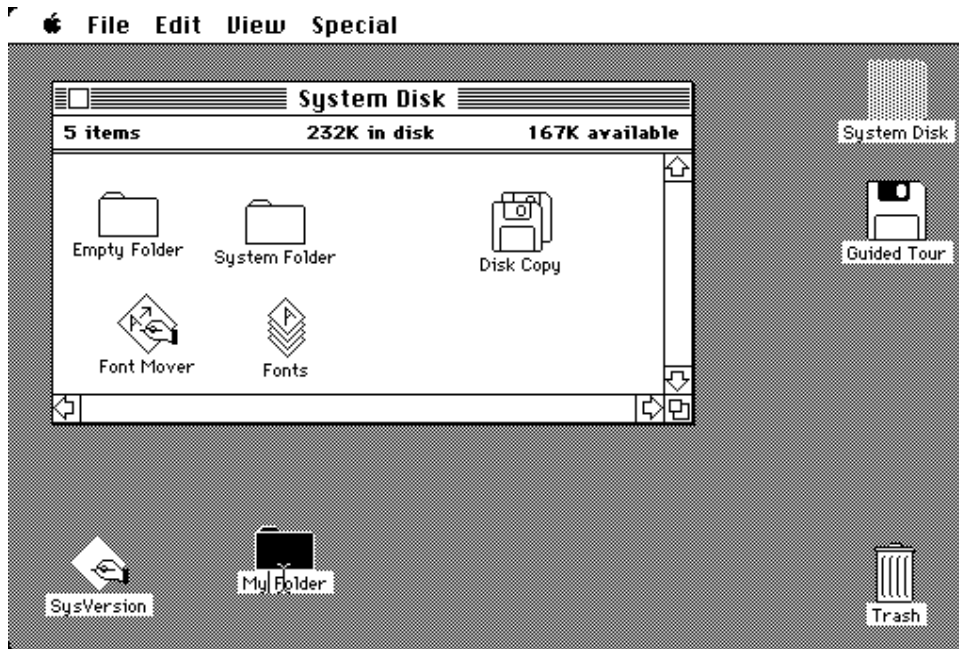 File Edit View Special
System Disk
5 items 232K in disk 167K available
System Disk
Guided Tour
Empty Folder System Folder Disk Copy
Font Mover Fonts
SysVersion My Folder Trash